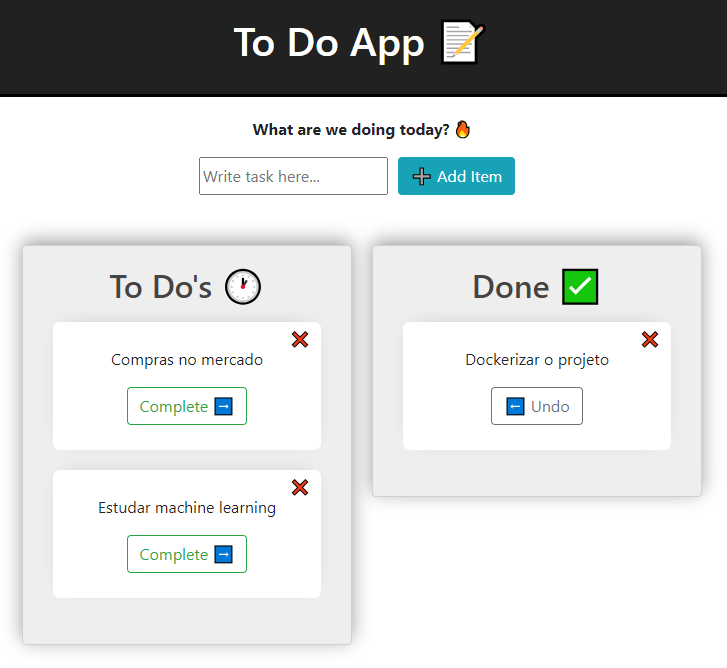 To Do App 📝
What are we doing today? 🔥
Write task here...
➕ Add Item
To Do's 🕐
❌
Compras no mercado
Complete ➡️
❌
Estudar machine learning
Complete ➡️
Done ✅
❌
Dockerizar o projeto
⬅️ Undo